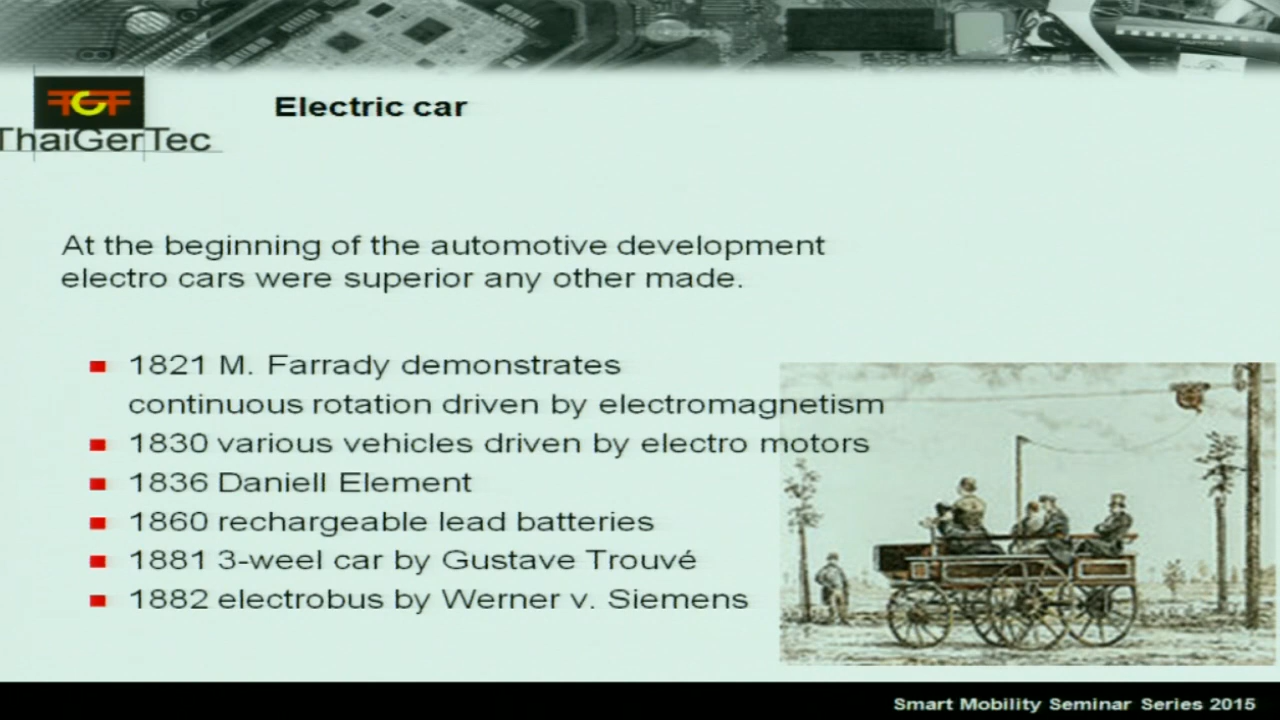 TGT
ThaiGerTec
Electric car
At the beginning of the automotive development
electro cars were superior any other made.
1821 M. Farrady demonstrates
continuous rotation driven by electromagnetism
1830 various vehicles driven by electro motors
1836 Daniell Element
1860 rechargeable lead batteries
1881 3-weel car by Gustave Trouvé
1882 electrobus by Werner v. Siemens
Smart Mobility Seminar Series 2015